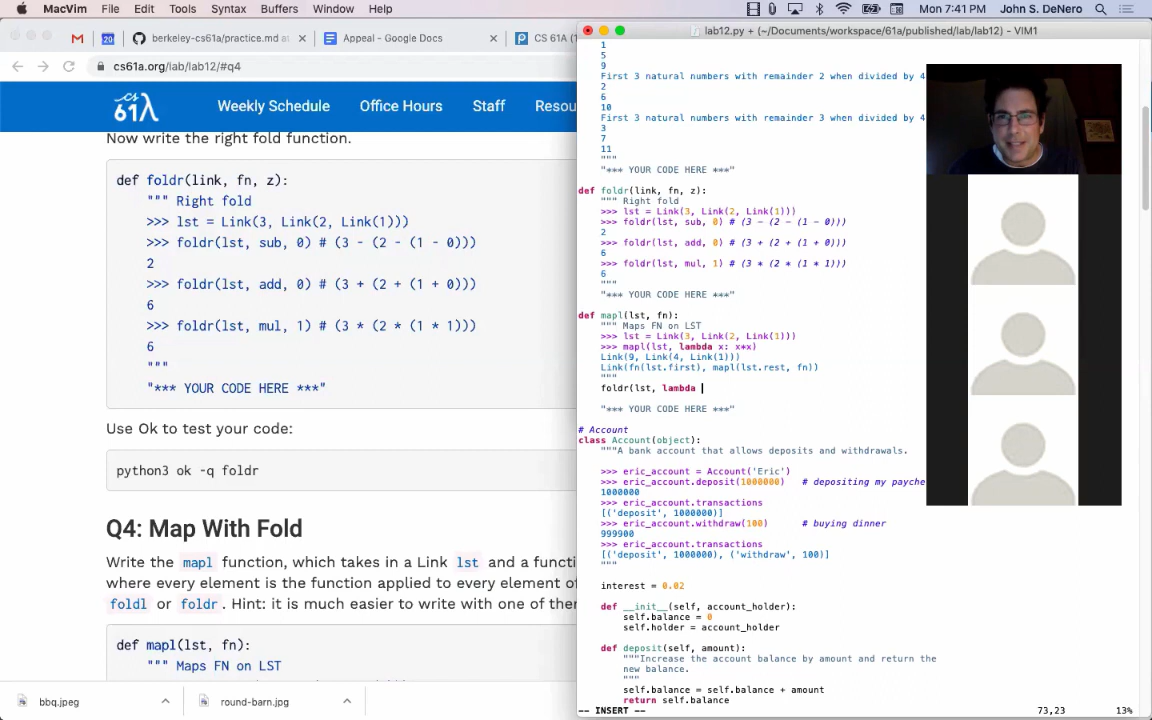 MacVim File Edit Tools Syntax Buffers Window Help Mon 7:41 PM John S. DeNero
berkeley-cs61a/practice.md at
Appeal - Google Docs
CS 61A (
cs61a.org/lab/lab12/#q4
61A
Weekly Schedule Office Hours Staff Resou
Now write the right fold function.
def foldr(link, fn, z):
""" Right fold
>>> lst = Link(3, Link(2, Link(1)))
>>> foldr(lst, sub, 0) # (3 - (2 - (1 - 0)))
2
>>> foldr(lst, add, 0) # (3 + (2 + (1 + 0)))
6
>>> foldr(lst, mul, 1) # (3 * (2 * (1 * 1)))
6
"""
"*** YOUR CODE HERE ***"
Use Ok to test your code:
python3 ok -q foldr
Q4: Map With Fold
Write the mapl function, which takes in a Link lst and a functi
where every element is the function applied to every element of
foldl or foldr. Hint: it is much easier to write with one of them
def mapl(lst, fn):
""" Maps FN on LST
bbq.jpeg
round-barn.jpg
lab12.py + (~/Documents/workspace/61a/published/lab/lab12) - VIM1
1
5
9
First 3 natural numbers with remainder 2 when divided by 4
2
6
10
First 3 natural numbers with remainder 3 when divided by 4
3
7
11
"""
"*** YOUR CODE HERE ***"
def foldr(link, fn, z):
""" Right fold
>>> lst = Link(3, Link(2, Link(1)))
>>> foldr(lst, sub, 0) # (3 - (2 - (1 - 0)))
2
>>> foldr(lst, add, 0) # (3 + (2 + (1 + 0)))
6
>>> foldr(lst, mul, 1) # (3 * (2 * (1 * 1)))
6
"""
"*** YOUR CODE HERE ***"
def mapl(lst, fn):
""" Maps FN on LST
>>> lst = Link(3, Link(2, Link(1)))
>>> mapl(lst, lambda x: x*x)
Link(9, Link(4, Link(1)))
Link(fn(lst.first), mapl(lst.rest, fn))
"""
foldr(lst, lambda
"*** YOUR CODE HERE ***"
# Account
class Account(object):
"""A bank account that allows deposits and withdrawals.
>>> eric_account = Account('Eric')
>>> eric_account.deposit(1000000) # depositing my payche
1000000
>>> eric_account.transactions
[('deposit', 1000000)]
>>> eric_account.withdraw(100) # buying dinner
999900
>>> eric_account.transactions
[('deposit', 1000000), ('withdraw', 100)]
"""
interest = 0.02
def __init__(self, account_holder):
self.balance = 0
self.holder = account_holder
def deposit(self, amount):
"""Increase the account balance by amount and return the
new balance.
"""
self.balance = self.balance + amount
return self.balance
-- INSERT -- 73,23 13%